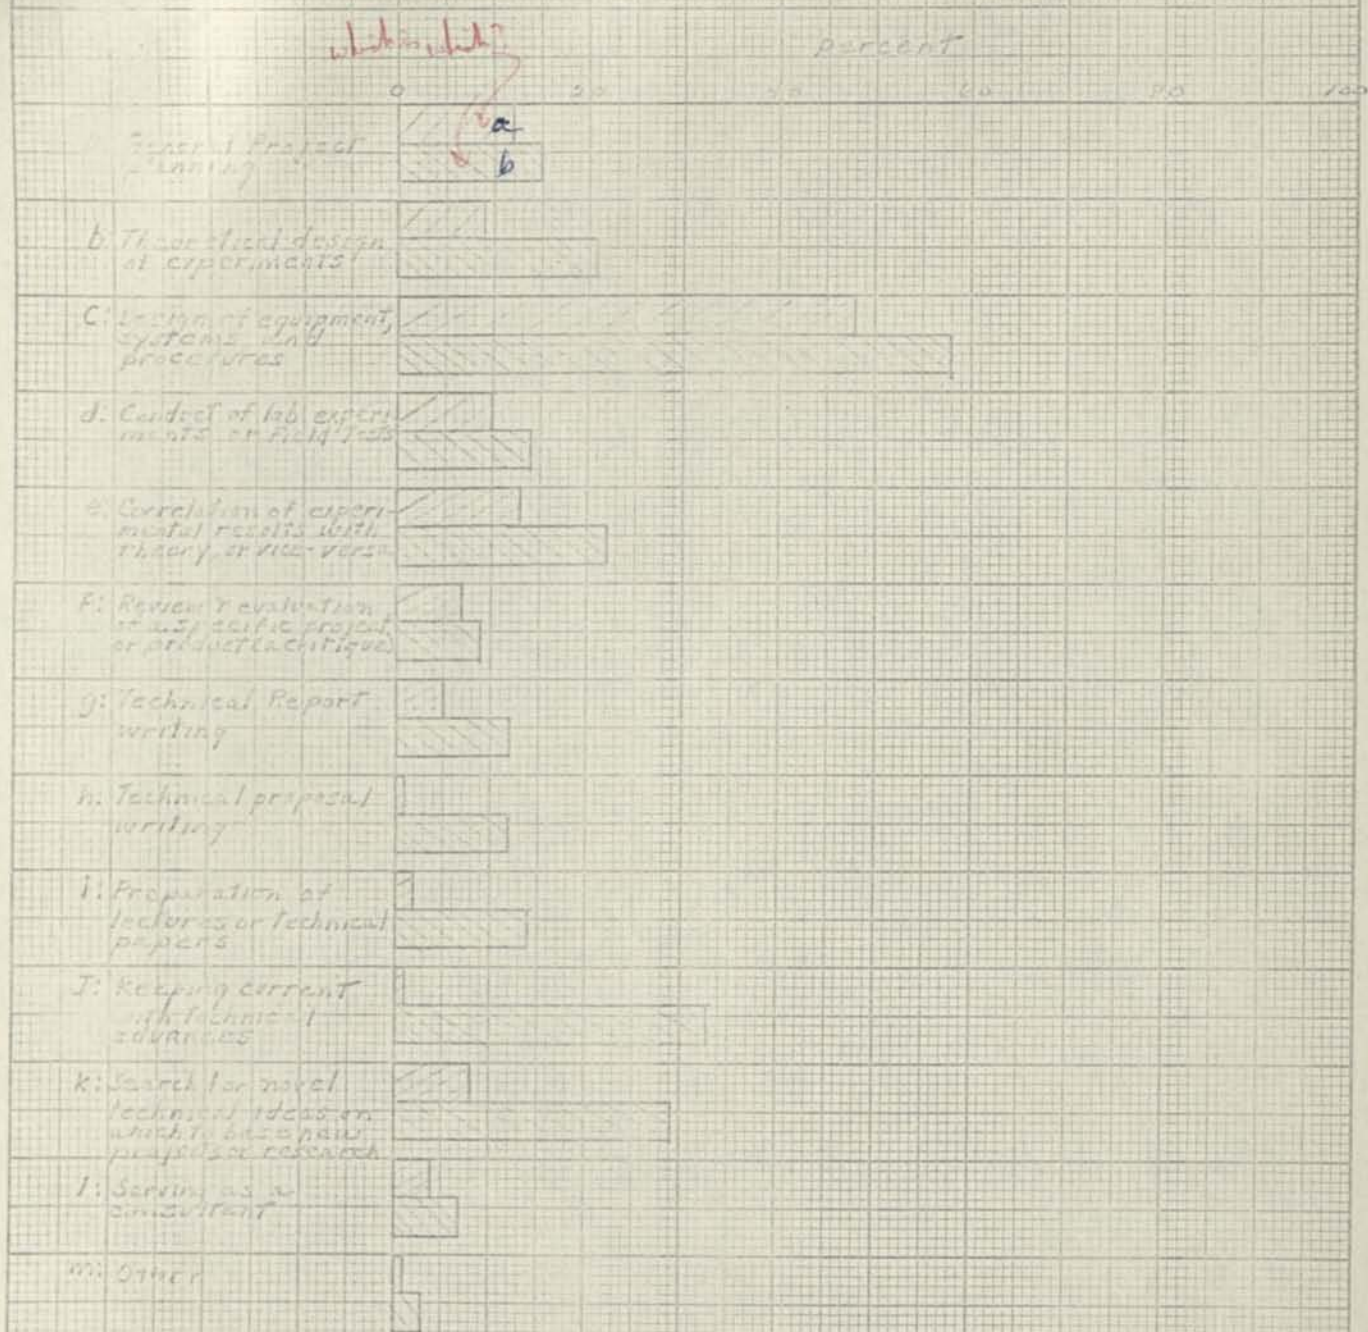 which is which?
percent
0 20 40 60 80 100
a
General Project
Planning
b
b: Theoretical design
of experiments
C: Design of equipment,
systems and
procedures
d: Conduct of lab experi-
ments or field tests
e: Correlation of experi-
mental results with
theory, or vice-versa
F: Review & evaluation
of a specific project
or product (a critique)
g: Technical Report
writing
h: Technical proposal
writing
i: Preparation of
lectures or technical
papers
J: Keeping current
with technical
advances
k: Search for novel
technical ideas on
which to base new
projects or research
l: Serving as a
consultant
m: Other